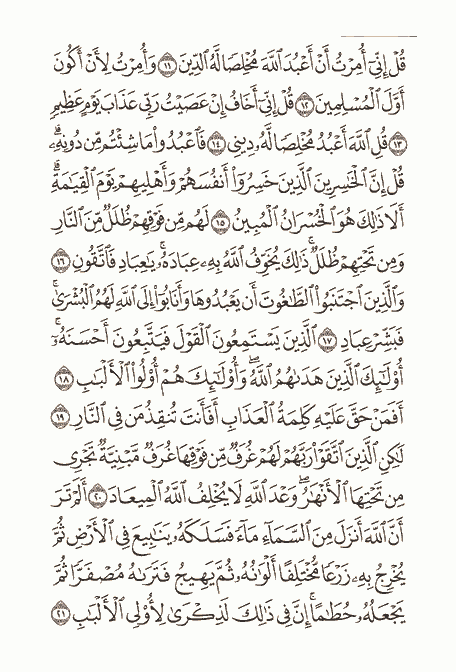 قُلْ إِنِّىٓ أُمِرْتُ أَنْ أَعْبُدَ ٱللَّهَ مُخْلِصًا لَّهُ ٱلدِّينَ ١١ وَأُمِرْتُ لِأَنْ أَكُونَ
أَوَّلَ ٱلْمُسْلِمِينَ ١٢ قُلْ إِنِّىٓ أَخَافُ إِنْ عَصَيْتُ رَبِّى عَذَابَ يَوْمٍ عَظِيمٍ
١٣ قُلِ ٱللَّهَ أَعْبُدُ مُخْلِصًا لَّهُۥ دِينِى ١٤ فَٱعْبُدُوا۟ مَا شِئْتُم مِّن دُونِهِۦۗ
قُلْ إِنَّ ٱلْخَـٰسِرِينَ ٱلَّذِينَ خَسِرُوٓا۟ أَنفُسَهُمْ وَأَهْلِيهِمْ يَوْمَ ٱلْقِيَـٰمَةِۗ
أَلَا ذَٰلِكَ هُوَ ٱلْخُسْرَانُ ٱلْمُبِينُ ١٥ لَهُم مِّن فَوْقِهِمْ ظُلَلٌ مِّنَ ٱلنَّارِ
وَمِن تَحْتِهِمْ ظُلَلٌۚ ذَٰلِكَ يُخَوِّفُ ٱللَّهُ بِهِۦ عِبَادَهُۥۚ يَـٰعِبَادِ فَٱتَّقُونِ ١٦
وَٱلَّذِينَ ٱجْتَنَبُوا۟ ٱلطَّـٰغُوتَ أَن يَعْبُدُوهَا وَأَنَابُوٓا۟ إِلَى ٱللَّهِ لَهُمُ ٱلْبُشْرَىٰۚ
فَبَشِّرْ عِبَادِ ١٧ ٱلَّذِينَ يَسْتَمِعُونَ ٱلْقَوْلَ فَيَتَّبِعُونَ أَحْسَنَهُۥٓۚ
أُو۟لَـٰٓئِكَ ٱلَّذِينَ هَدَىٰهُمُ ٱللَّهُۖ وَأُو۟لَـٰٓئِكَ هُمْ أُو۟لُوا۟ ٱلْأَلْبَـٰبِ ١٨
أَفَمَنْ حَقَّ عَلَيْهِ كَلِمَةُ ٱلْعَذَابِ أَفَأَنتَ تُنقِذُ مَن فِى ٱلنَّارِ ١٩
لَـٰكِنِ ٱلَّذِينَ ٱتَّقَوْا۟ رَبَّهُمْ لَهُمْ غُرَفٌ مِّن فَوْقِهَا غُرَفٌ مَّبْنِيَّةٌ تَجْرِى
مِن تَحْتِهَا ٱلْأَنْهَـٰرُۖ وَعْدَ ٱللَّهِ لَا يُخْلِفُ ٱللَّهُ ٱلْمِيعَادَ ٢٠ أَلَمْ تَرَ
أَنَّ ٱللَّهَ أَنزَلَ مِنَ ٱلسَّمَآءِ مَآءً فَسَلَكَهُۥ يَنَـٰبِيعَ فِى ٱلْأَرْضِ ثُمَّ
يُخْرِجُ بِهِۦ زَرْعًا مُّخْتَلِفًا أَلْوَٰنُهُۥ ثُمَّ يَهِيجُ فَتَرَىٰهُ مُصْفَرًّا ثُمَّ
يَجْعَلُهُۥ حُطَـٰمًاۚ إِنَّ فِى ذَٰلِكَ لَذِكْرَىٰ لِأُو۟لِى ٱلْأَلْبَـٰبِ ٢١